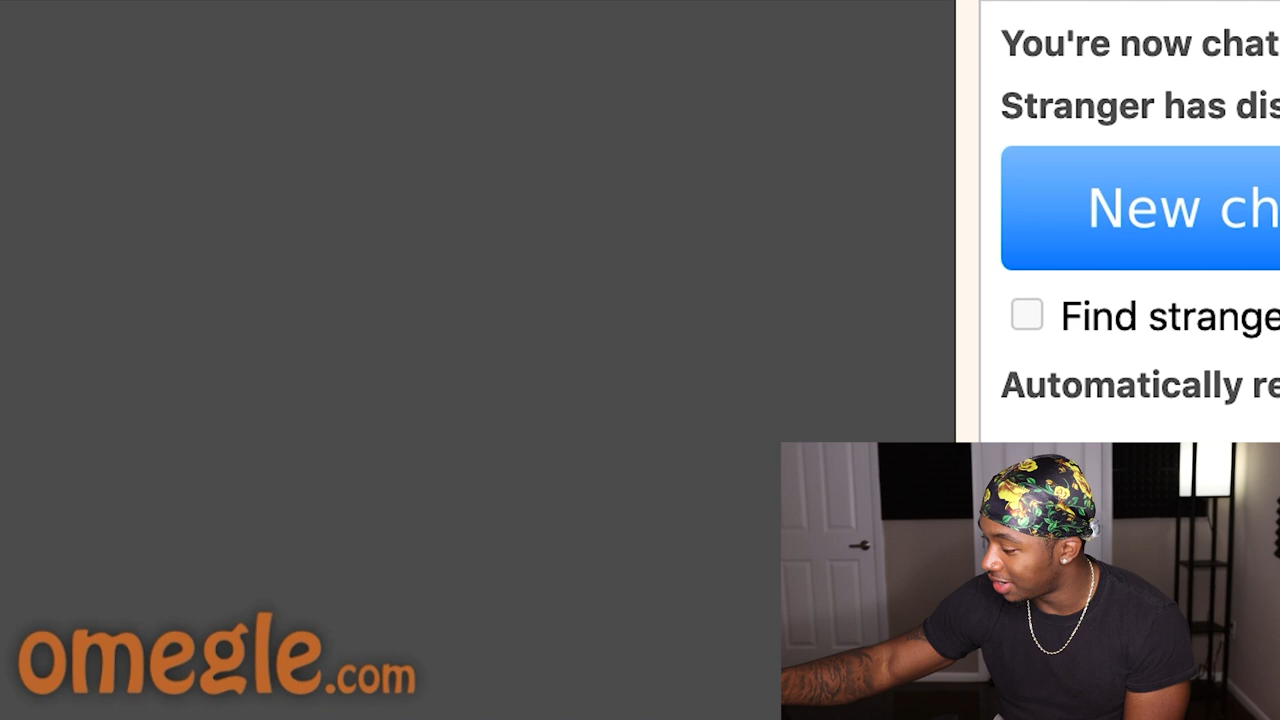 You're now chat
Stranger has dis
New ch
Find strange
Automatically re
omegle.com